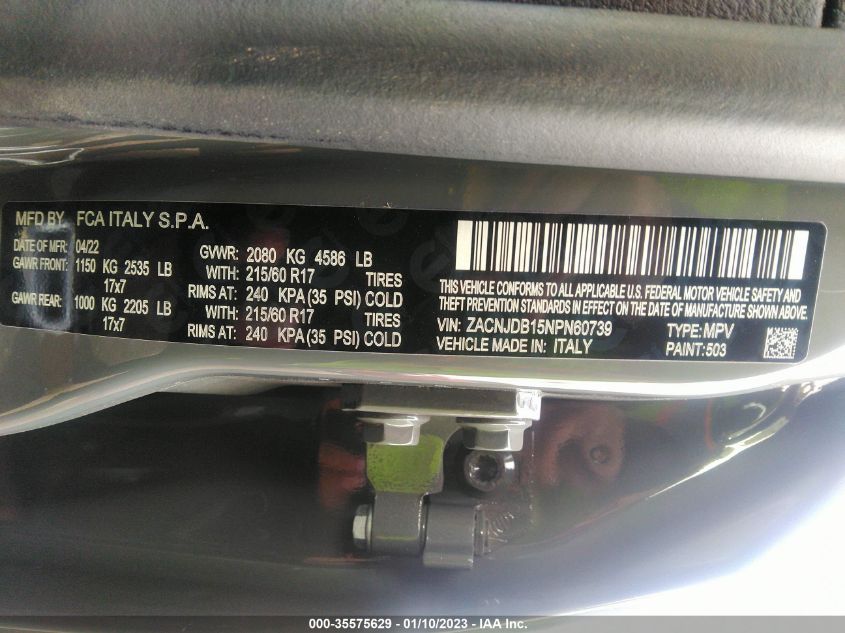 MFD BY FCA ITALY S.P.A.
DATE OF MFR: 04/22 GVWR: 2080 KG 4586 LB
GAWR FRONT: 1150 KG 2535 LB WITH: 215/60 R17 TIRES
17x7 RIMS AT: 240 KPA (35 PSI) COLD
GAWR REAR: 1000 KG 2205 LB WITH: 215/60 R17 TIRES
17x7 RIMS AT: 240 KPA (35 PSI) COLD
THIS VEHICLE CONFORMS TO ALL APPLICABLE U.S. FEDERAL MOTOR VEHICLE SAFETY AND
THEFT PREVENTION STANDARDS IN EFFECT ON THE DATE OF MANUFACTURE SHOWN ABOVE.
VIN: ZACNJDB15NPN60739 TYPE: MPV
VEHICLE MADE IN: ITALY PAINT: 503
000-35575629 - 01/10/2023 - IAA Inc.